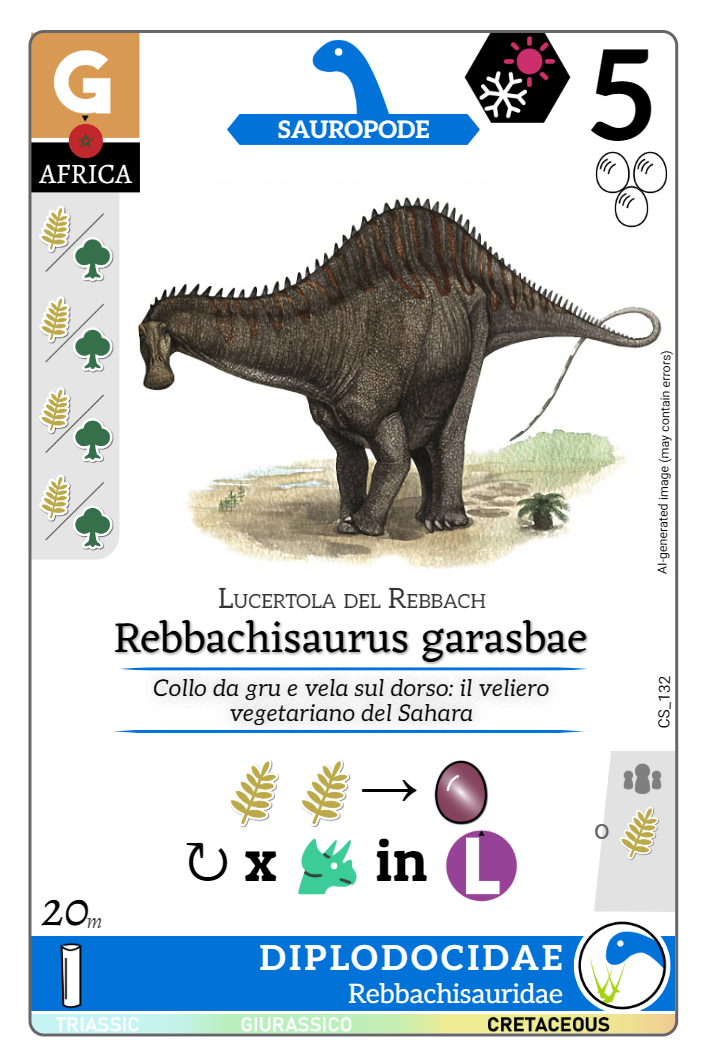 G
SAUROPODE
5
AFRICA
AI-generated image (may contain errors)
Lucertola del Rebbach
Rebbachisaurus garasbae
Collo da gru e vela sul dorso: il veliero
vegetariano del Sahara
CS_132
x in L
o
20m
DIPLODOCIDAE
Rebbachisauridae
TRIASSIC GIURASSICO CRETACEOUS